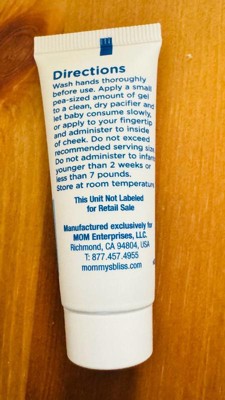 Directions
Wash hands thoroughly
before use. Apply a small
pea-sized amount of gel
to a clean, dry pacifier and
let baby consume slowly,
or apply to your fingertip
and administer to inside
of cheek. Do not exceed
recommended serving size.
Do not administer to infants
younger than 2 weeks or
less than 7 pounds.
Store at room temperature
This Unit Not Labeled
for Retail Sale
Manufactured exclusively for
MOM Enterprises, LLC.
Richmond, CA 94804, USA
T: 877.457.4955
mommysbliss.com